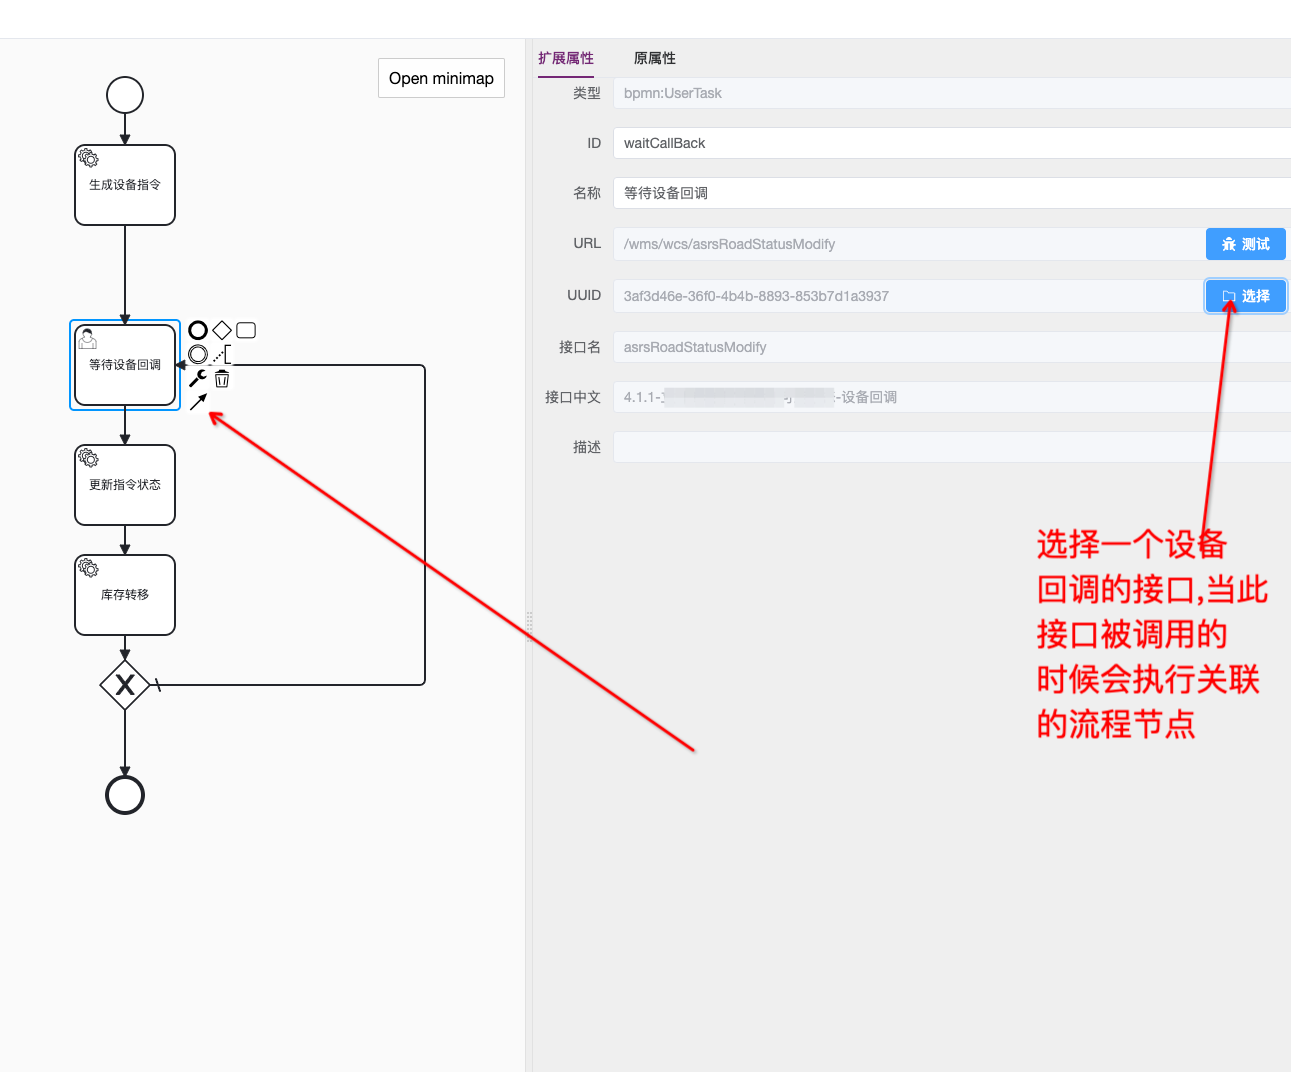 Open minimap
生成设备指令
等待设备回调
更新指令状态
库存转移
X
扩展属性 原属性
类型 bpmn:UserTask
ID waitCallBack
名称 等待设备回调
URL /wms/wcs/asrsRoadStatusModify 测试
UUID 3af3d46e-36f0-4b4b-8893-853b7d1a3937 选择
接口名 asrsRoadStatusModify
接口中文 4.1.1- -设备回调
描述
选择一个设备
回调的接口,当此
接口被调用的
时候会执行关联
的流程节点